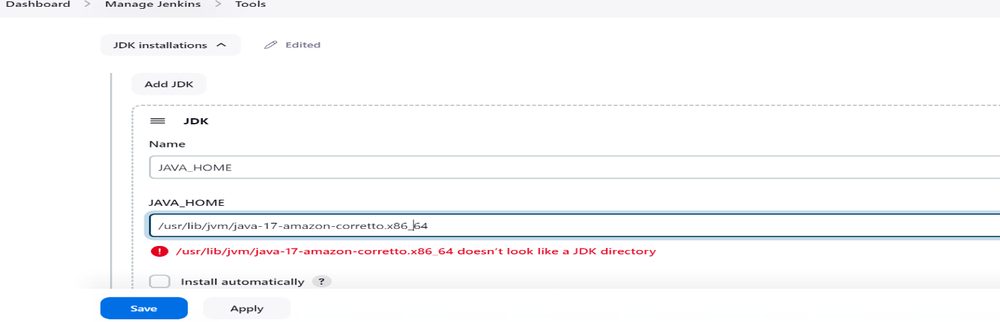 Dashboard > Manage Jenkins > Tools
JDK installations Edited
Add JDK
JDK
Name
JAVA_HOME
JAVA_HOME
/usr/lib/jvm/java-17-amazon-corretto.x86_64
! /usr/lib/jvm/java-17-amazon-corretto.x86_64 doesn't look like a JDK directory
Install automatically ?
Save Apply